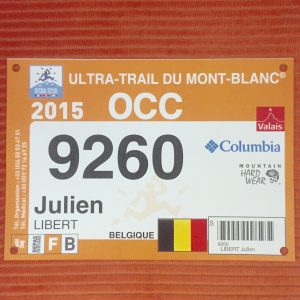 ULTRA-TRAIL DU MONT-BLANC®
2015 OCC
Valais
9260
Columbia
MOUNTAIN
HARD
WEAR
Julien
LIBERT
BELGIQUE
F B
S
9260
LIBERT Julien